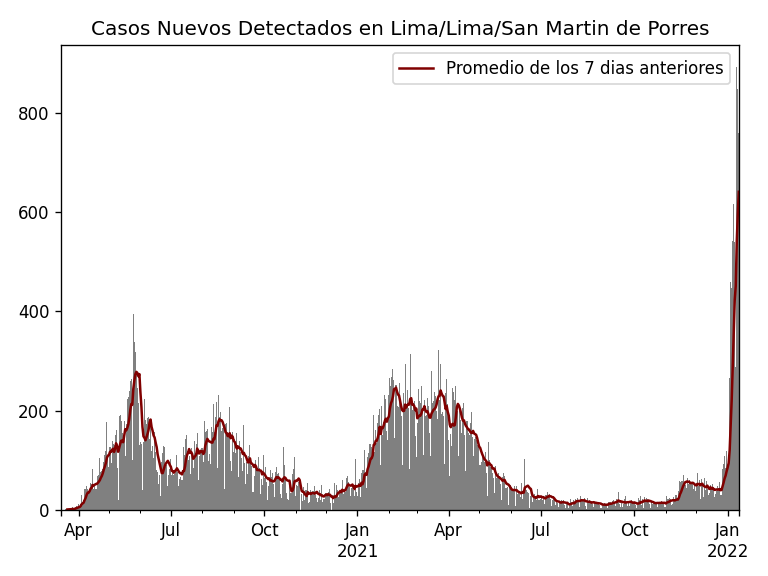 Casos Nuevos Detectados en Lima/Lima/San Martin de Porres
Promedio de los 7 dias anteriores
800
600
400
200
0
Apr Jul Oct Jan Apr Jul Oct Jan
2021 2022